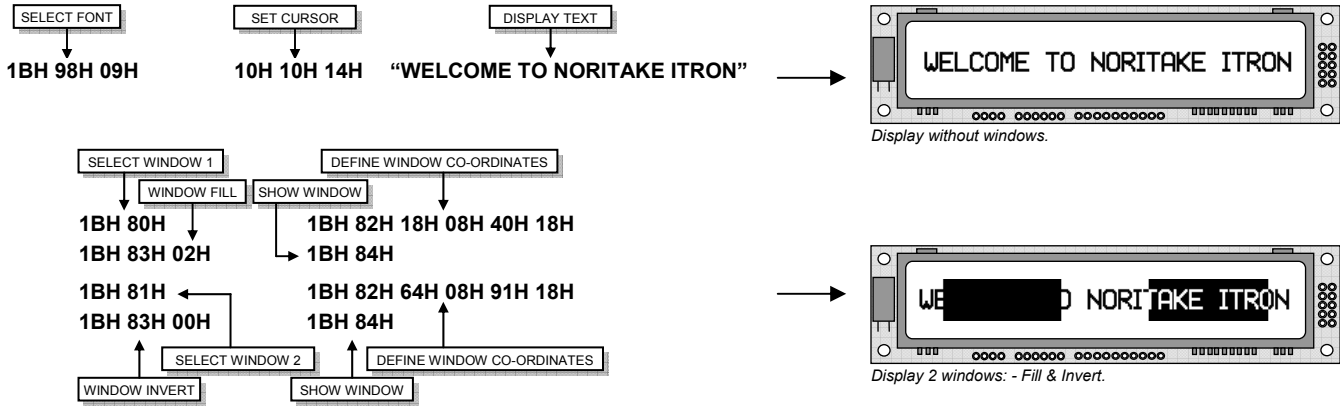 SELECT FONT
SET CURSOR
DISPLAY TEXT
1BH 98H 09H
10H 10H 14H
“WELCOME TO NORITAKE ITRON”
WELCOME TO NORITAKE ITRON
Display without windows.
SELECT WINDOW 1
DEFINE WINDOW CO-ORDINATES
WINDOW FILL
SHOW WINDOW
1BH 80H
1BH 82H 18H 08H 40H 18H
1BH 83H 02H
1BH 84H
1BH 81H
1BH 82H 64H 08H 91H 18H
1BH 83H 00H
1BH 84H
SELECT WINDOW 2
DEFINE WINDOW CO-ORDINATES
WINDOW INVERT
SHOW WINDOW
WE O NORITAKE ITRON
Display 2 windows: - Fill & Invert.